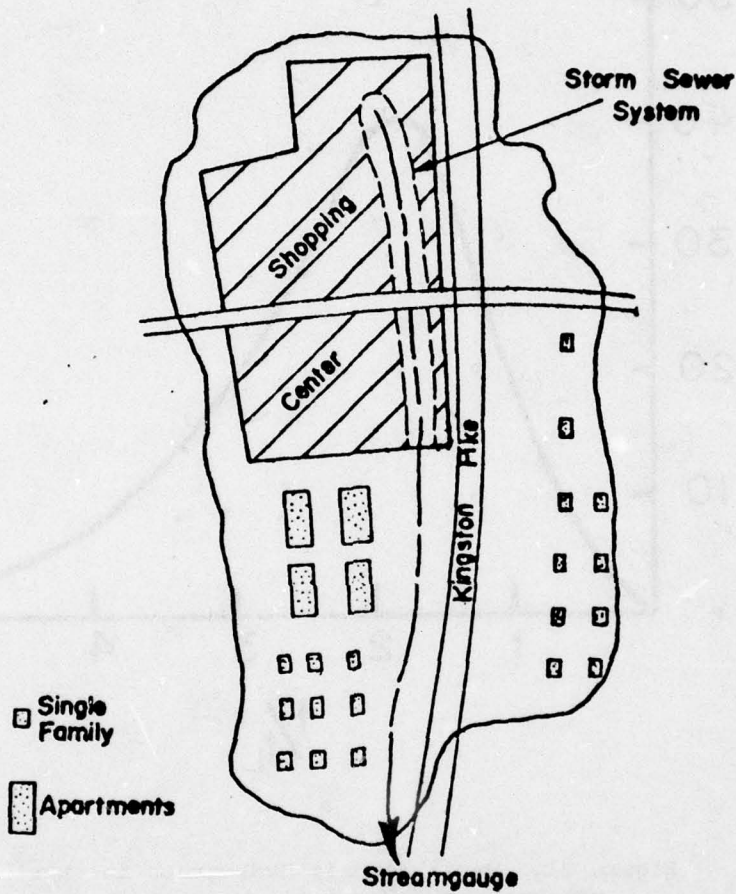 Storm Sewer
System
Shopping
Center
Kingston Pike
Single
Family
Apartments
Streamgauge